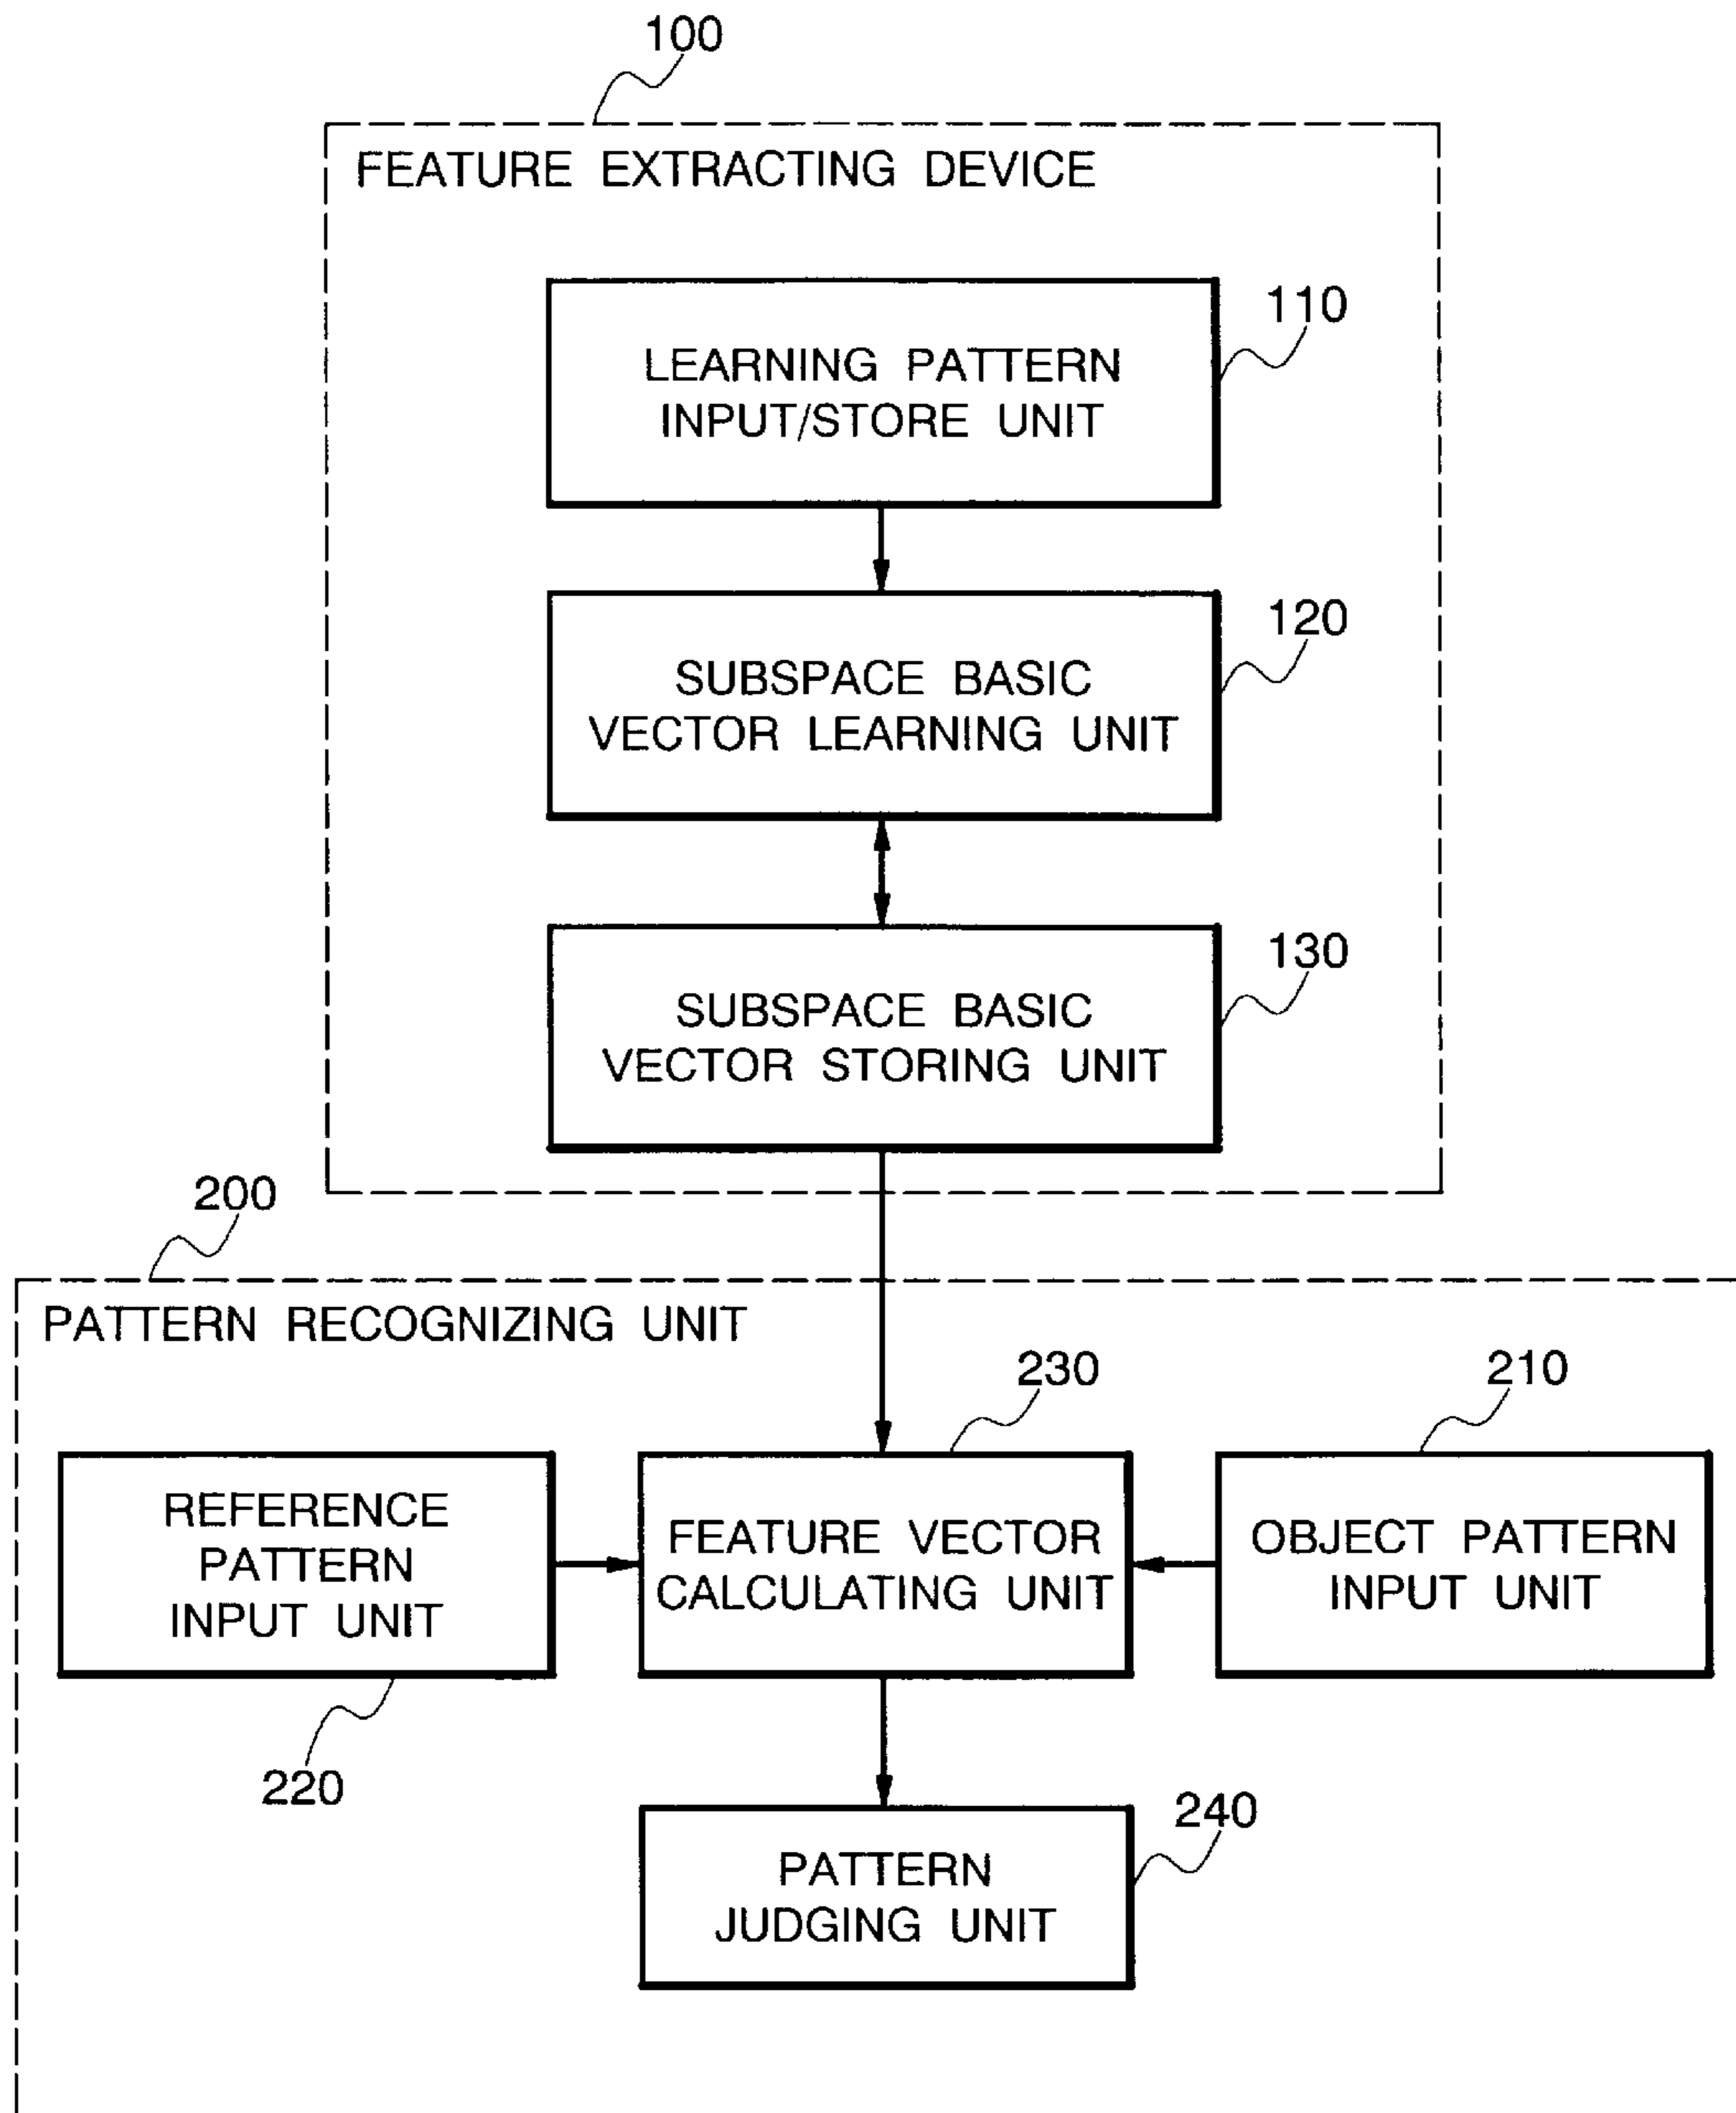 100
FEATURE EXTRACTING DEVICE
110
LEARNING PATTERN
INPUT/STORE UNIT
120
SUBSPACE BASIC
VECTOR LEARNING UNIT
130
SUBSPACE BASIC
VECTOR STORING UNIT
200
PATTERN RECOGNIZING UNIT
230
210
REFERENCE
PATTERN
INPUT UNIT
FEATURE VECTOR
CALCULATING UNIT
OBJECT PATTERN
INPUT UNIT
220
240
PATTERN
JUDGING UNIT